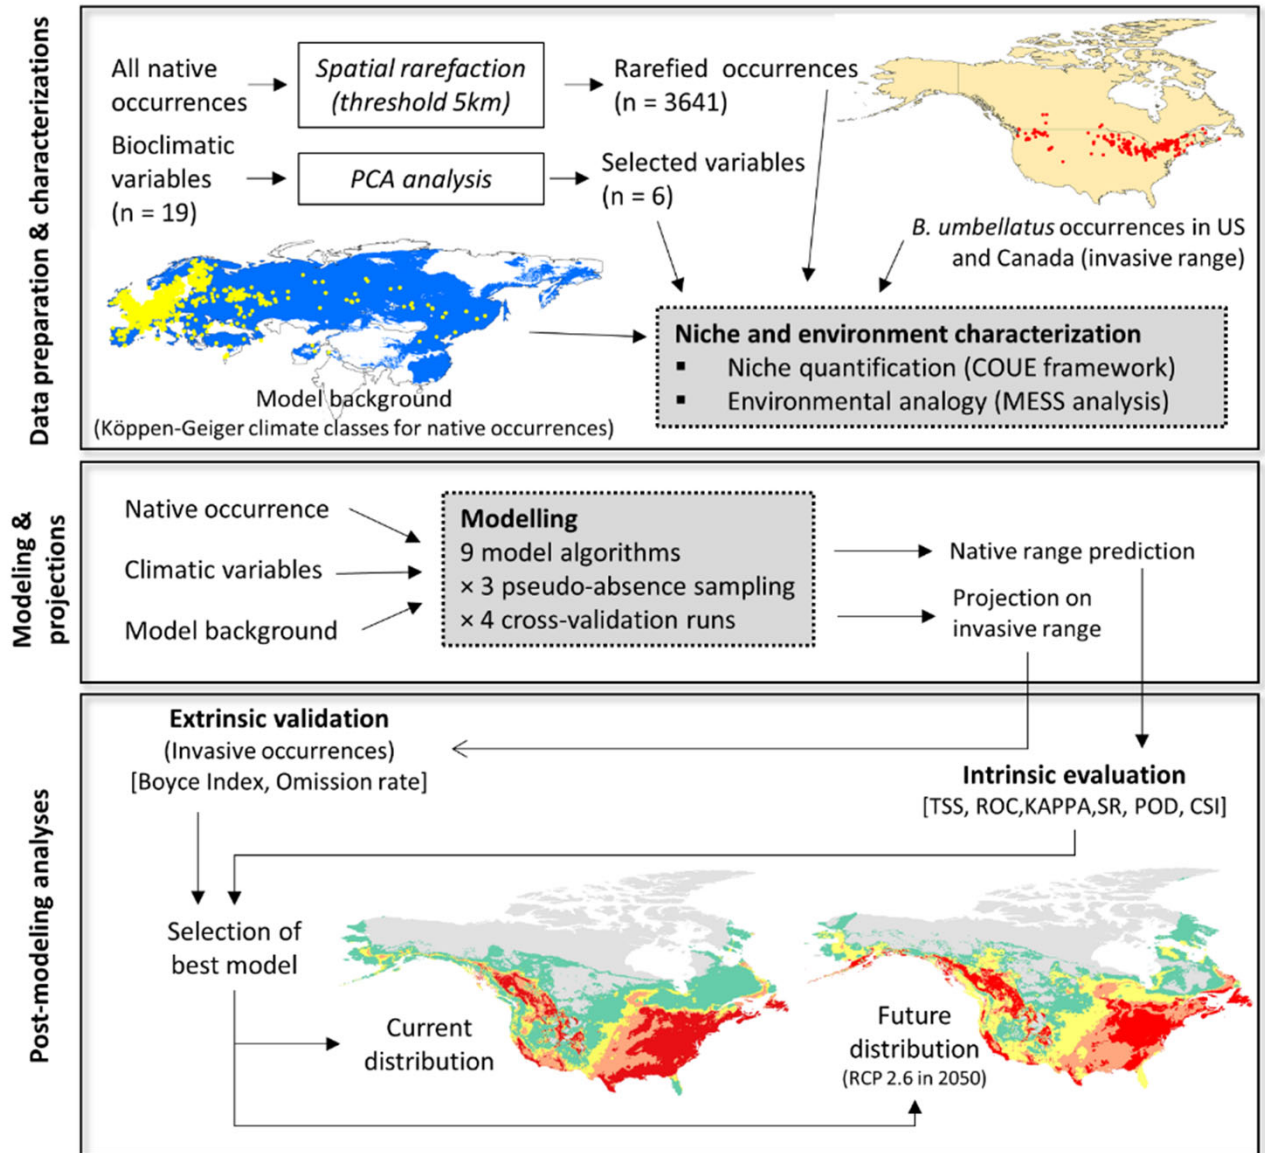 Data preparation & characterizations
All native
occurrences
Spatial rarefaction
(threshold 5km)
Rarefied occurrences
(n = 3641)
Bioclimatic
variables
(n = 19)
PCA analysis
Selected variables
(n = 6)
B. umbellatus occurrences in US
and Canada (invasive range)
Model background
(Köppen-Geiger climate classes for native occurrences)
Niche and environment characterization
▪ Niche quantification (COUE framework)
▪ Environmental analogy (MESS analysis)
Modeling &
projections
Native occurrence
Climatic variables
Model background
Modelling
9 model algorithms
× 3 pseudo-absence sampling
× 4 cross-validation runs
Native range prediction
Projection on
invasive range
Post-modeling analyses
Extrinsic validation
(Invasive occurrences)
[Boyce Index, Omission rate]
Intrinsic evaluation
[TSS, ROC,KAPPA,SR, POD, CSI]
Selection of
best model
Current
distribution
Future
distribution
(RCP 2.6 in 2050)